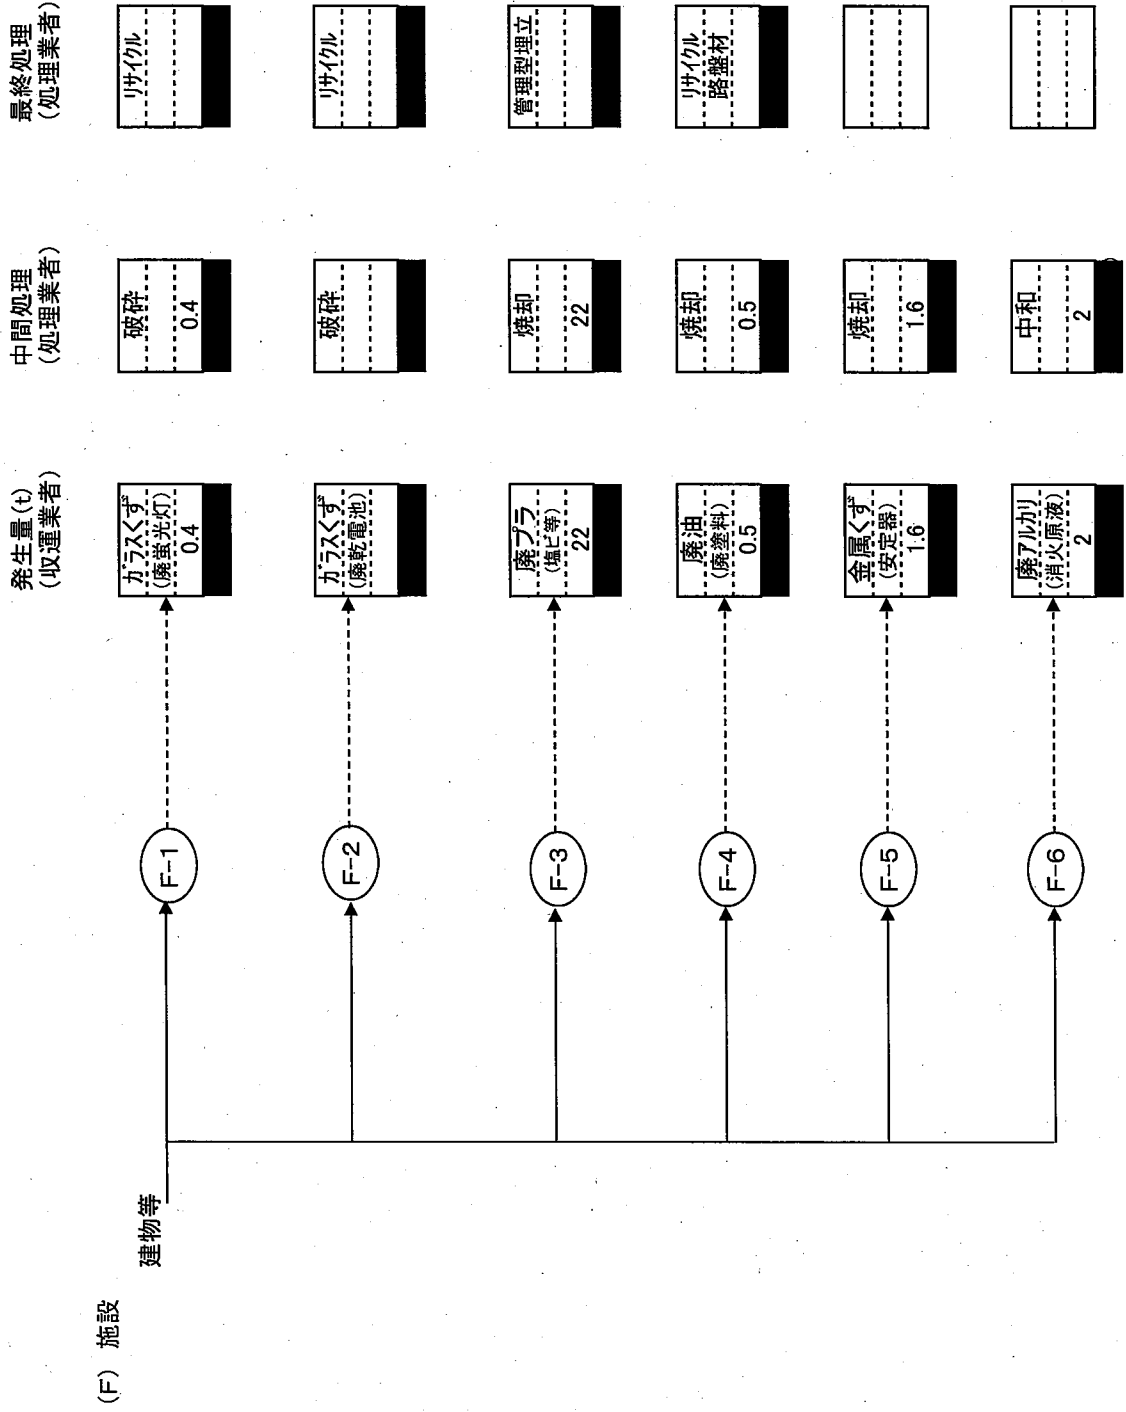 (F) 施設
建物等
発生量(t)
(収運業者)
中間処理
(処理業者)
最終処理
(処理業者)
F-1
ガラスくず
(廃蛍光灯)
0.4
破砕
0.4
リサイクル
F-2
ガラスくず
(廃乾電池)
破砕
リサイクル
F-3
廃プラ
(塩ビ等)
22
焼却
22
管理型埋立
F-4
廃油
(廃塗料)
0.5
焼却
0.5
リサイクル
路盤材
F-5
金属くず
(安定器)
1.6
焼却
1.6
F-6
廃アルカリ
(消火原液)
2
中和
2